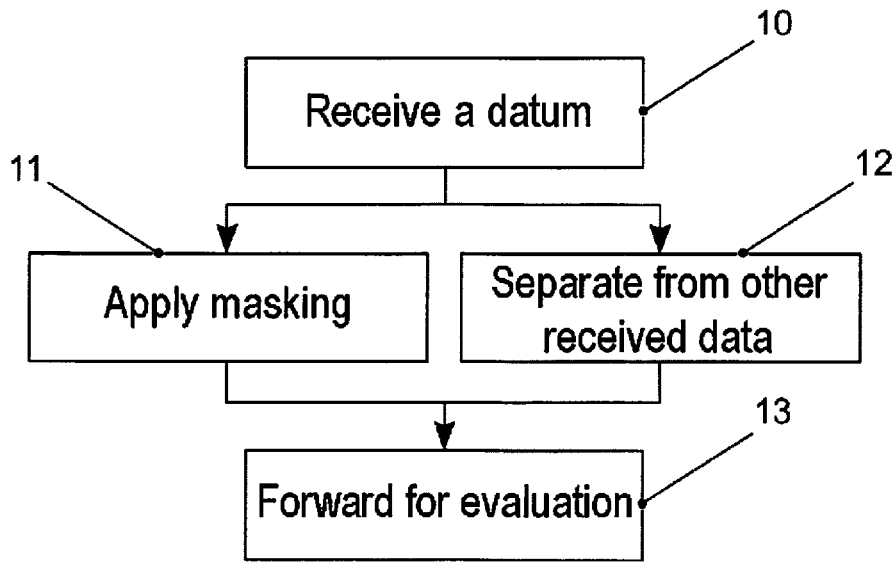 10
Receive a datum
11
12
Apply masking
Separate from other
received data
13
Forward for evaluation